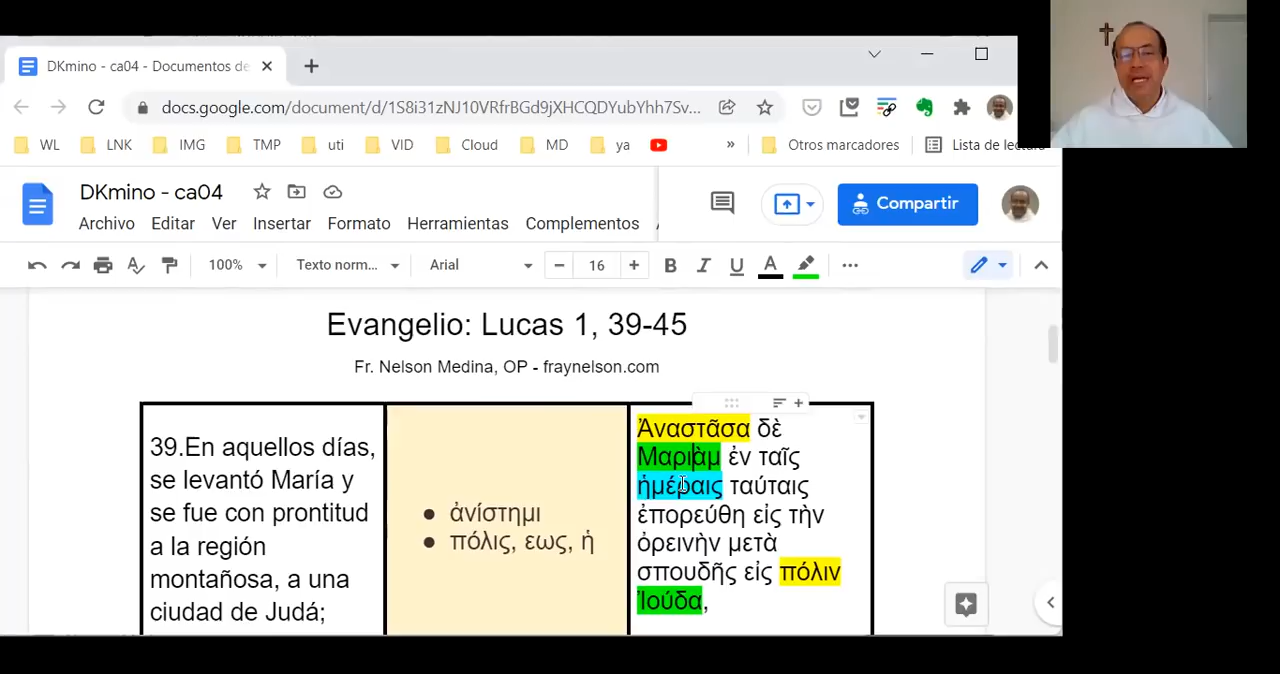 DKmino - ca04 - Documentos de
docs.google.com/document/d/1S8i31zNJ10VRfrBGd9jXHCQDYubYhh7Sv...
WL LNK IMG TMP uti VID Cloud MD ya » Otros marcadores Lista de lectura
DKmino - ca04
Compartir
Archivo Editar Ver Insertar Formato Herramientas Complementos
100% Texto norm... Arial 16 B I U A
Evangelio: Lucas 1, 39-45
Fr. Nelson Medina, OP - fraynelson.com
39.En aquellos días,
se levantó María y
se fue con prontitud
a la región
montañosa, a una
ciudad de Judá;
● ἀνίστημι
● πόλις, εως, ἡ
Ἀναστᾶσα δὲ
Μαριὰμ ἐν ταῖς
ἡμέραις ταύταις
ἐπορεύθη εἰς τὴν
ὀρεινὴν μετὰ
σπουδῆς εἰς πόλιν
Ἰούδα,